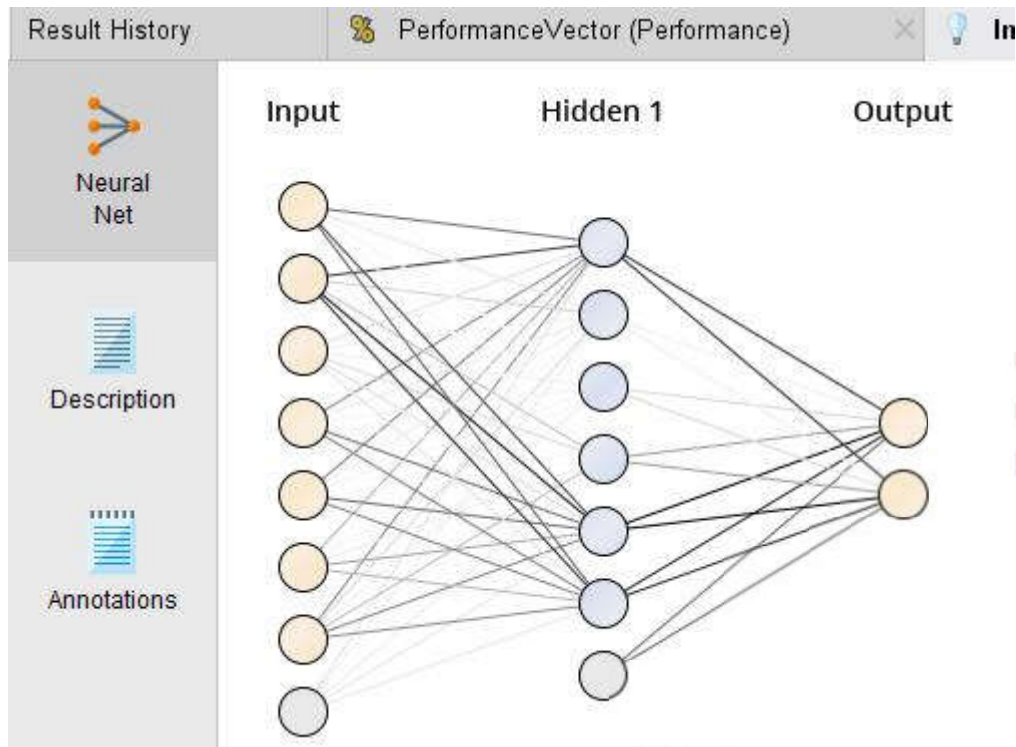 Result History
PerformanceVector (Performance)
Input
Hidden 1
Output
Neural
Net
Description
Annotations